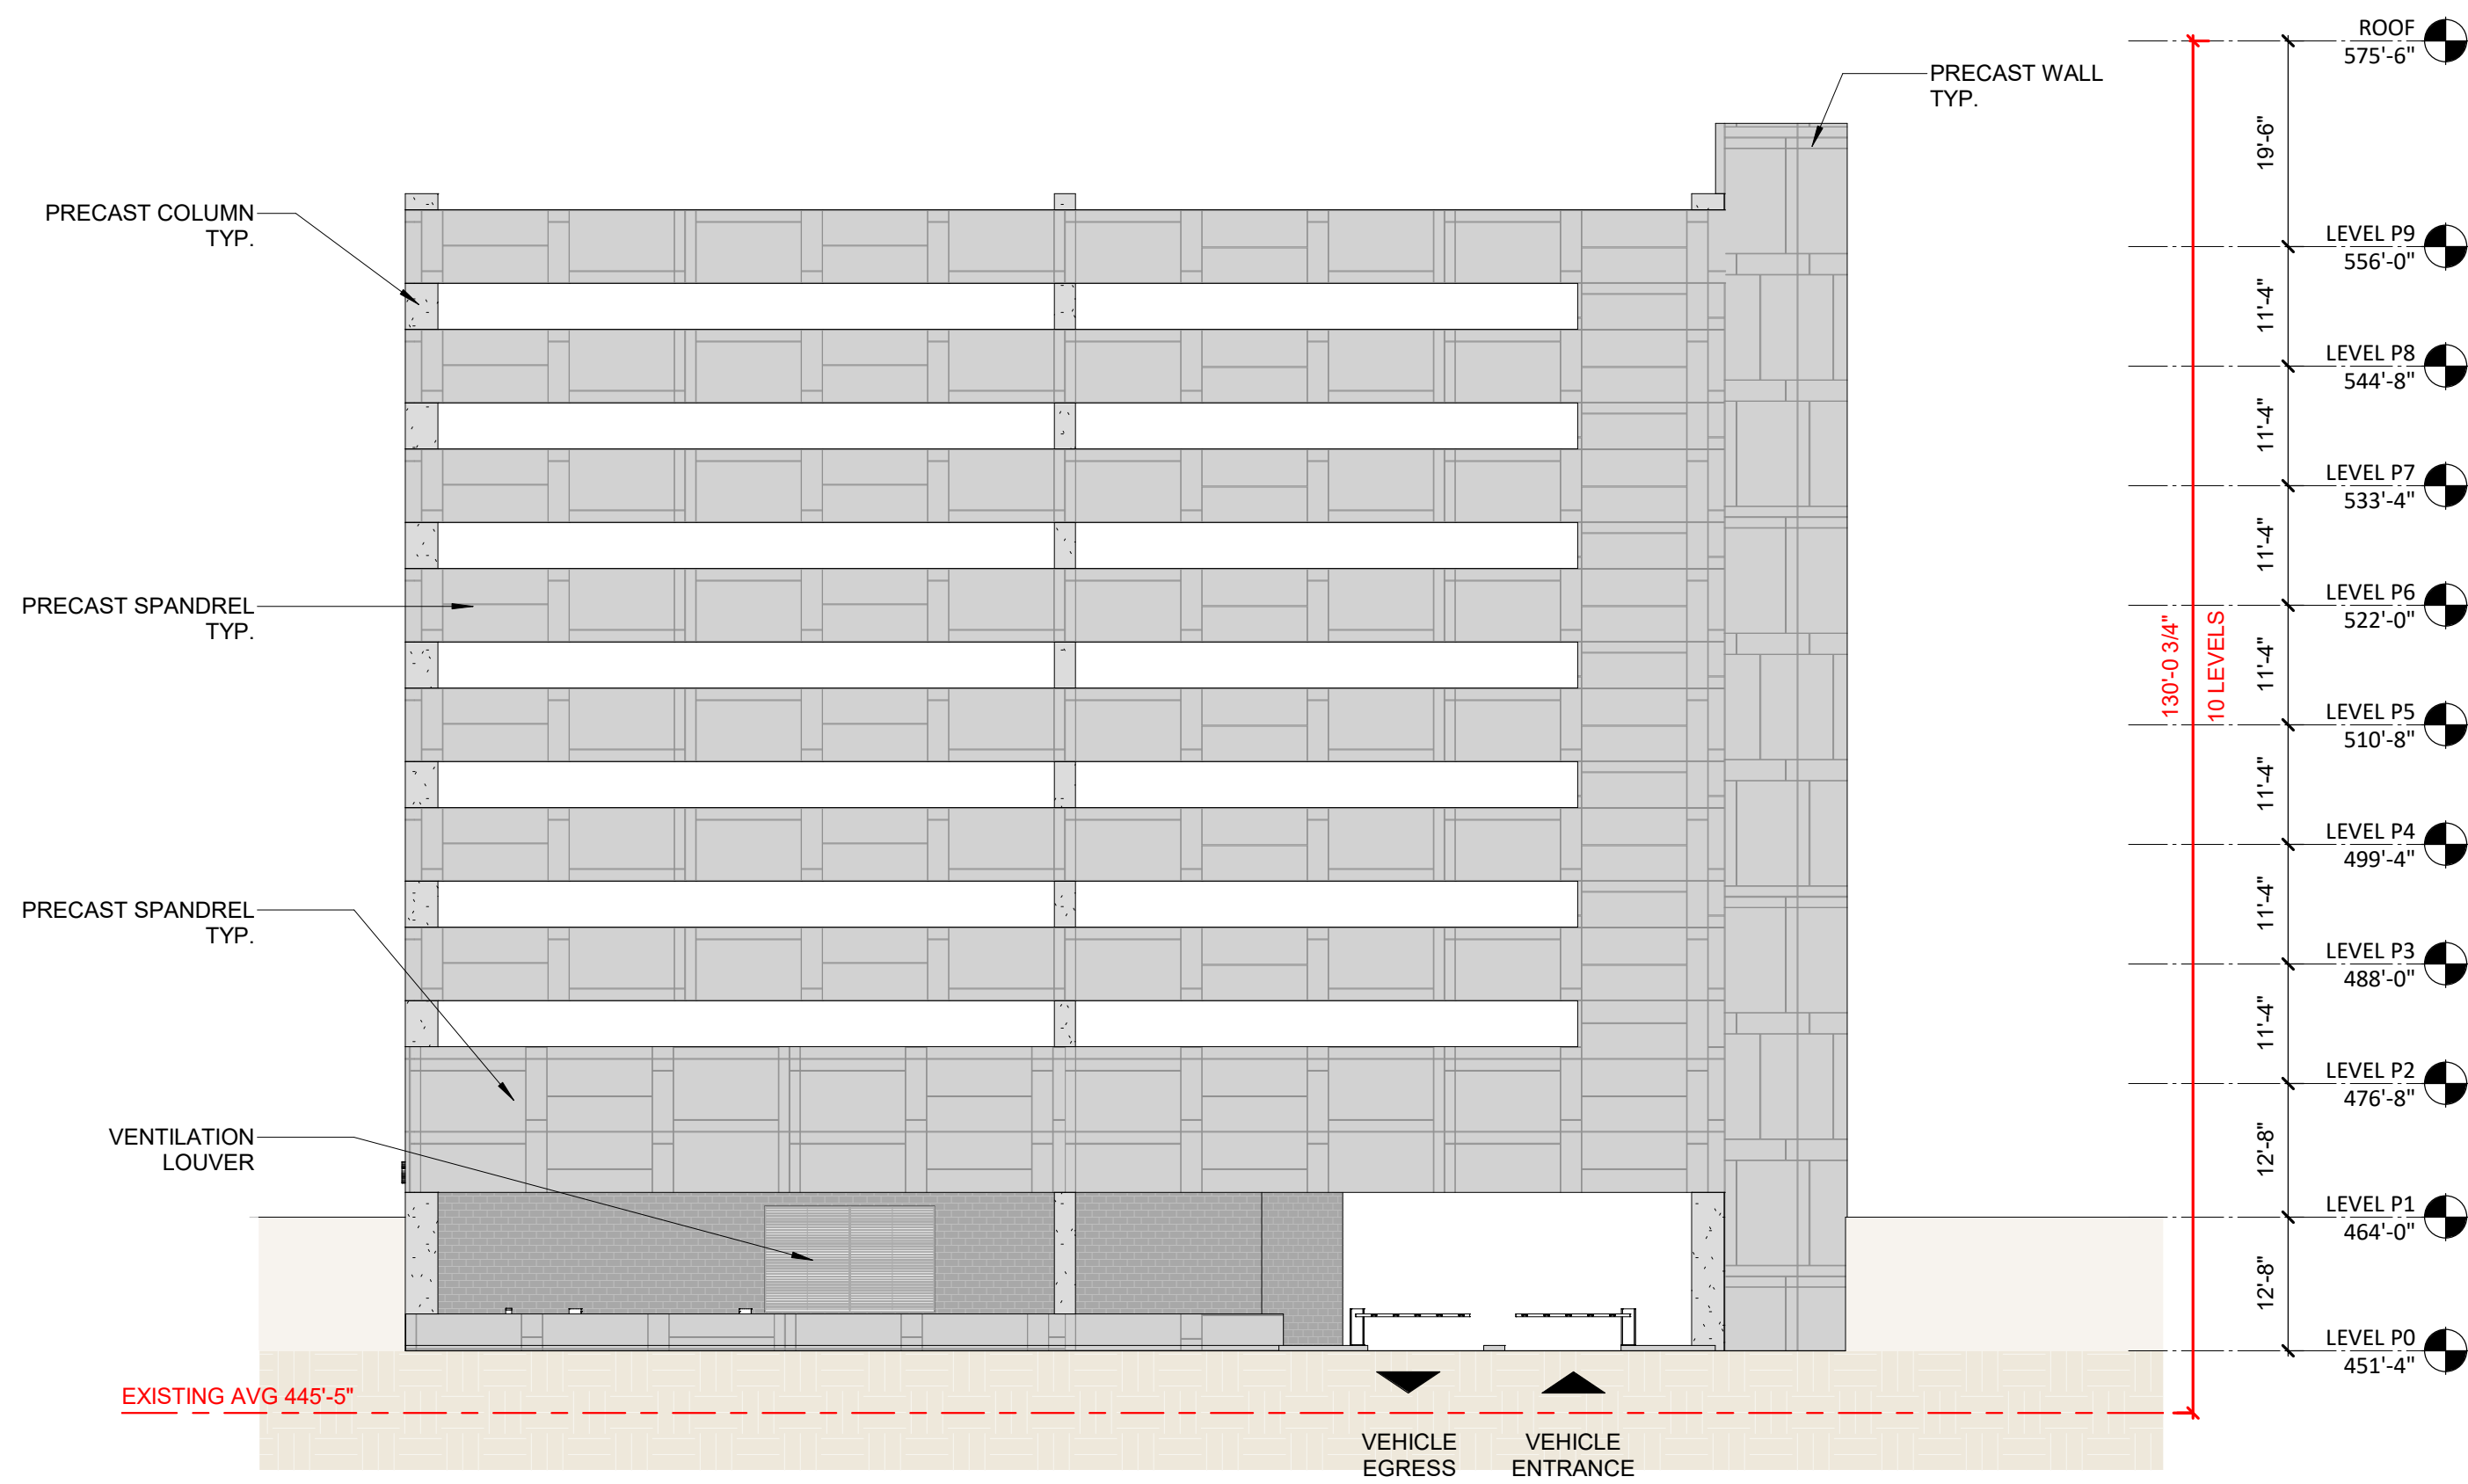 ROOF
575'-6"
PRECAST WALL
TYP.
19'-6"
PRECAST COLUMN
TYP.
LEVEL P9
556'-0"
11'-4"
LEVEL P8
544'-8"
11'-4"
LEVEL P7
533'-4"
11'-4"
PRECAST SPANDREL
TYP.
LEVEL P6
522'-0"
130'-0 3/4"
10 LEVELS
11'-4"
LEVEL P5
510'-8"
11'-4"
LEVEL P4
499'-4"
11'-4"
PRECAST SPANDREL
TYP.
LEVEL P3
488'-0"
11'-4"
LEVEL P2
476'-8"
12'-8"
VENTILATION
LOUVER
LEVEL P1
464'-0"
12'-8"
LEVEL P0
451'-4"
EXISTING AVG 445'-5"
VEHICLE
EGRESS
VEHICLE
ENTRANCE